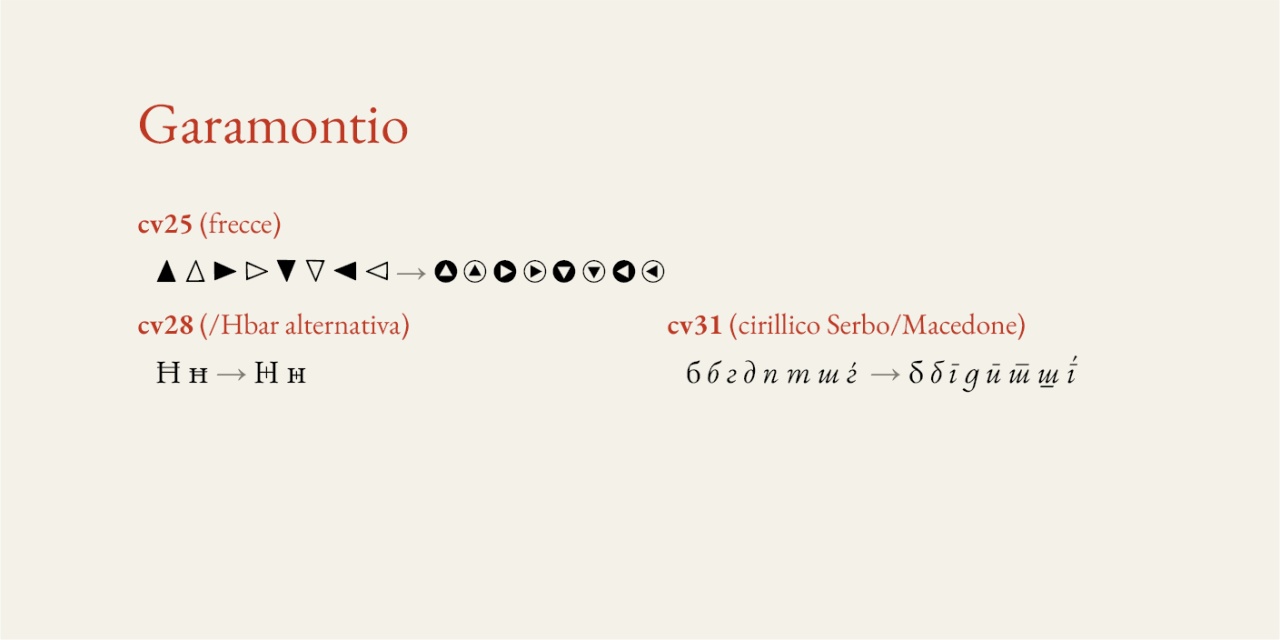 Garamontio
cv25 (frecce)
▲ △ ▶ ▷ ▼ ▽ ◀ ◁ →
cv28 (/Hbar alternativa)
Ħ ʜ̵ → Ħ
cv31 (cirillico Serbo/Macedone)
б б г д п т ш ѓ → б б г д п т ш ѓ